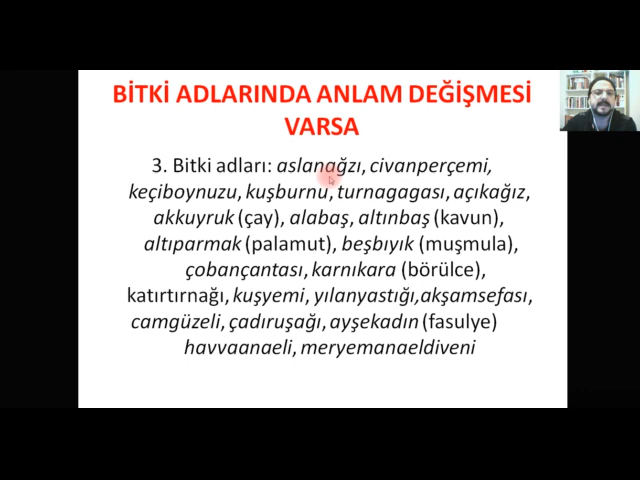 BİTKİ ADLARINDA ANLAM DEĞİŞMESİ
VARSA
3. Bitki adları: aslanağzı, civanperçemi,
keçiboynuzu, kuşburnu, turnagagası, açıkağız,
akkuyruk (çay), alabaş, altınbaş (kavun),
altıparmak (palamut), beşbıyık (muşmula),
çobançantası, karnıkara (börülce),
katırtırnağı, kuşyemi, yılanyastığı,akşamsefası,
camgüzeli, çadıruşağı, ayşekadın (fasulye)
havvaanaeli, meryemanaeldiveni